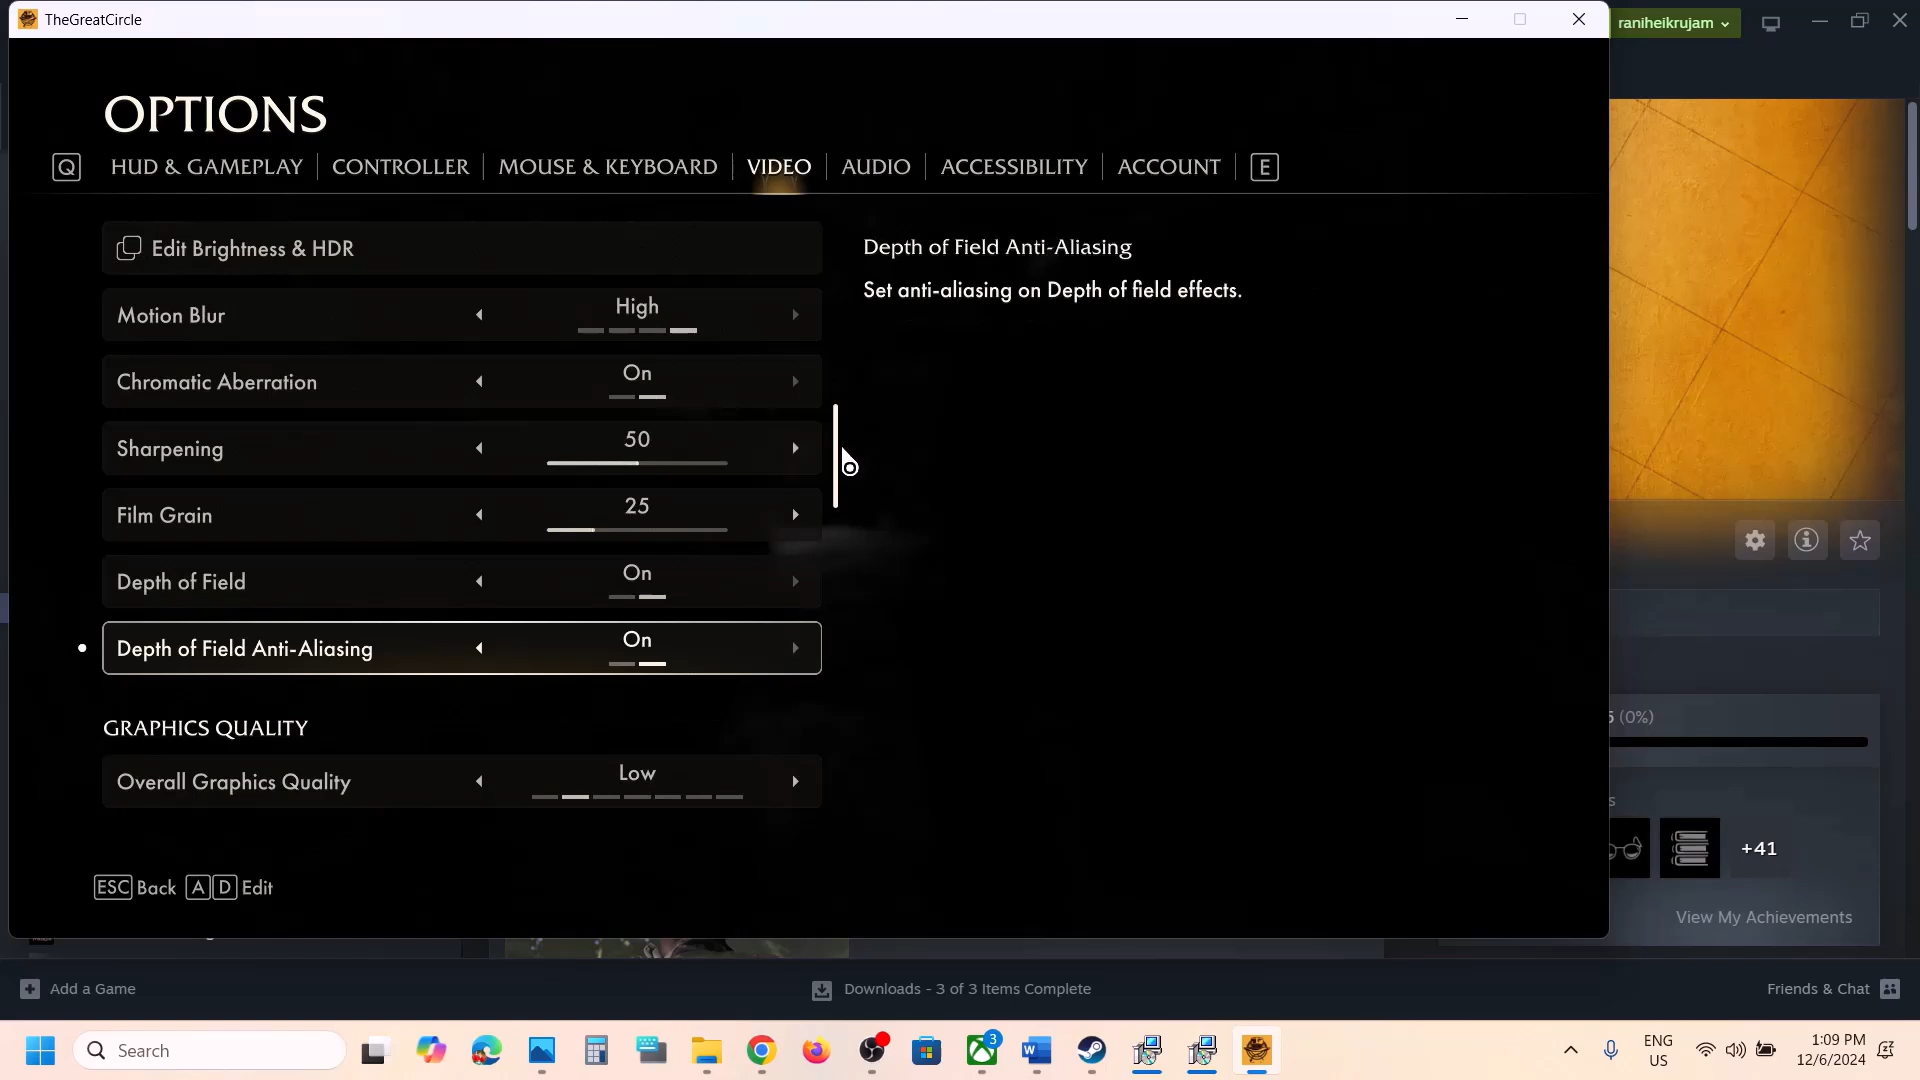 TheGreatCircle
raniheikrujam
OPTIONS
Q HUD & GAMEPLAY CONTROLLER MOUSE & KEYBOARD VIDEO AUDIO ACCESSIBILITY ACCOUNT E
Edit Brightness & HDR
Depth of Field Anti-Aliasing
Set anti-aliasing on Depth of field effects.
Motion Blur High
Chromatic Aberration On
Sharpening 50
Film Grain 25
Depth of Field On
Depth of Field Anti-Aliasing On
GRAPHICS QUALITY
Overall Graphics Quality Low
ESC Back A D Edit
5 (0%)
s
+41
View My Achievements
Add a Game
Downloads - 3 of 3 Items Complete
Friends & Chat
Search
3
ENG
US
1:09 PM
12/6/2024